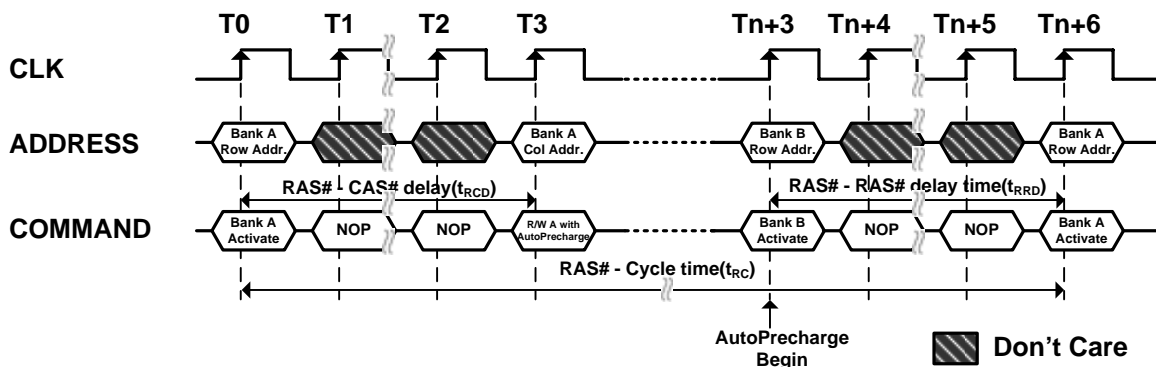 T0 T1 T2 T3 Tn+3 Tn+4 Tn+5 Tn+6
CLK
ADDRESS
Bank A
Row Addr.
Bank A
Col Addr.
Bank B
Row Addr.
Bank A
Row Addr.
RAS# - CAS# delay(tRCD)
RAS# - RAS# delay time(tRRD)
COMMAND
Bank A
Activate
NOP
NOP
R/W A with
AutoPrecharge
Bank B
Activate
NOP
NOP
Bank A
Activate
RAS# - Cycle time(tRC)
AutoPrecharge
Begin
Don't Care